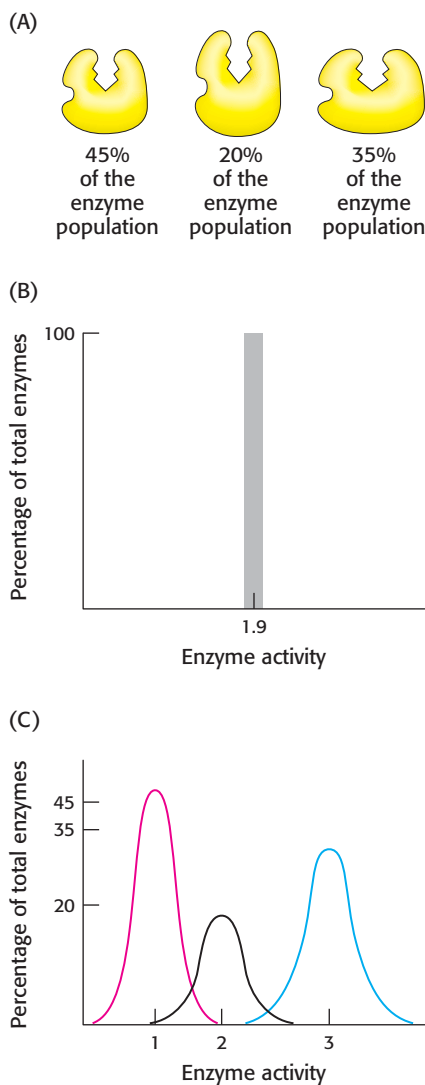 (A)
45%
of the
enzyme
population
20%
of the
enzyme
population
35%
of the
enzyme
population
(B)
Percentage of total enzymes
100
1.9
Enzyme activity
(C)
Percentage of total enzymes
45
35
20
1 2 3
Enzyme activity